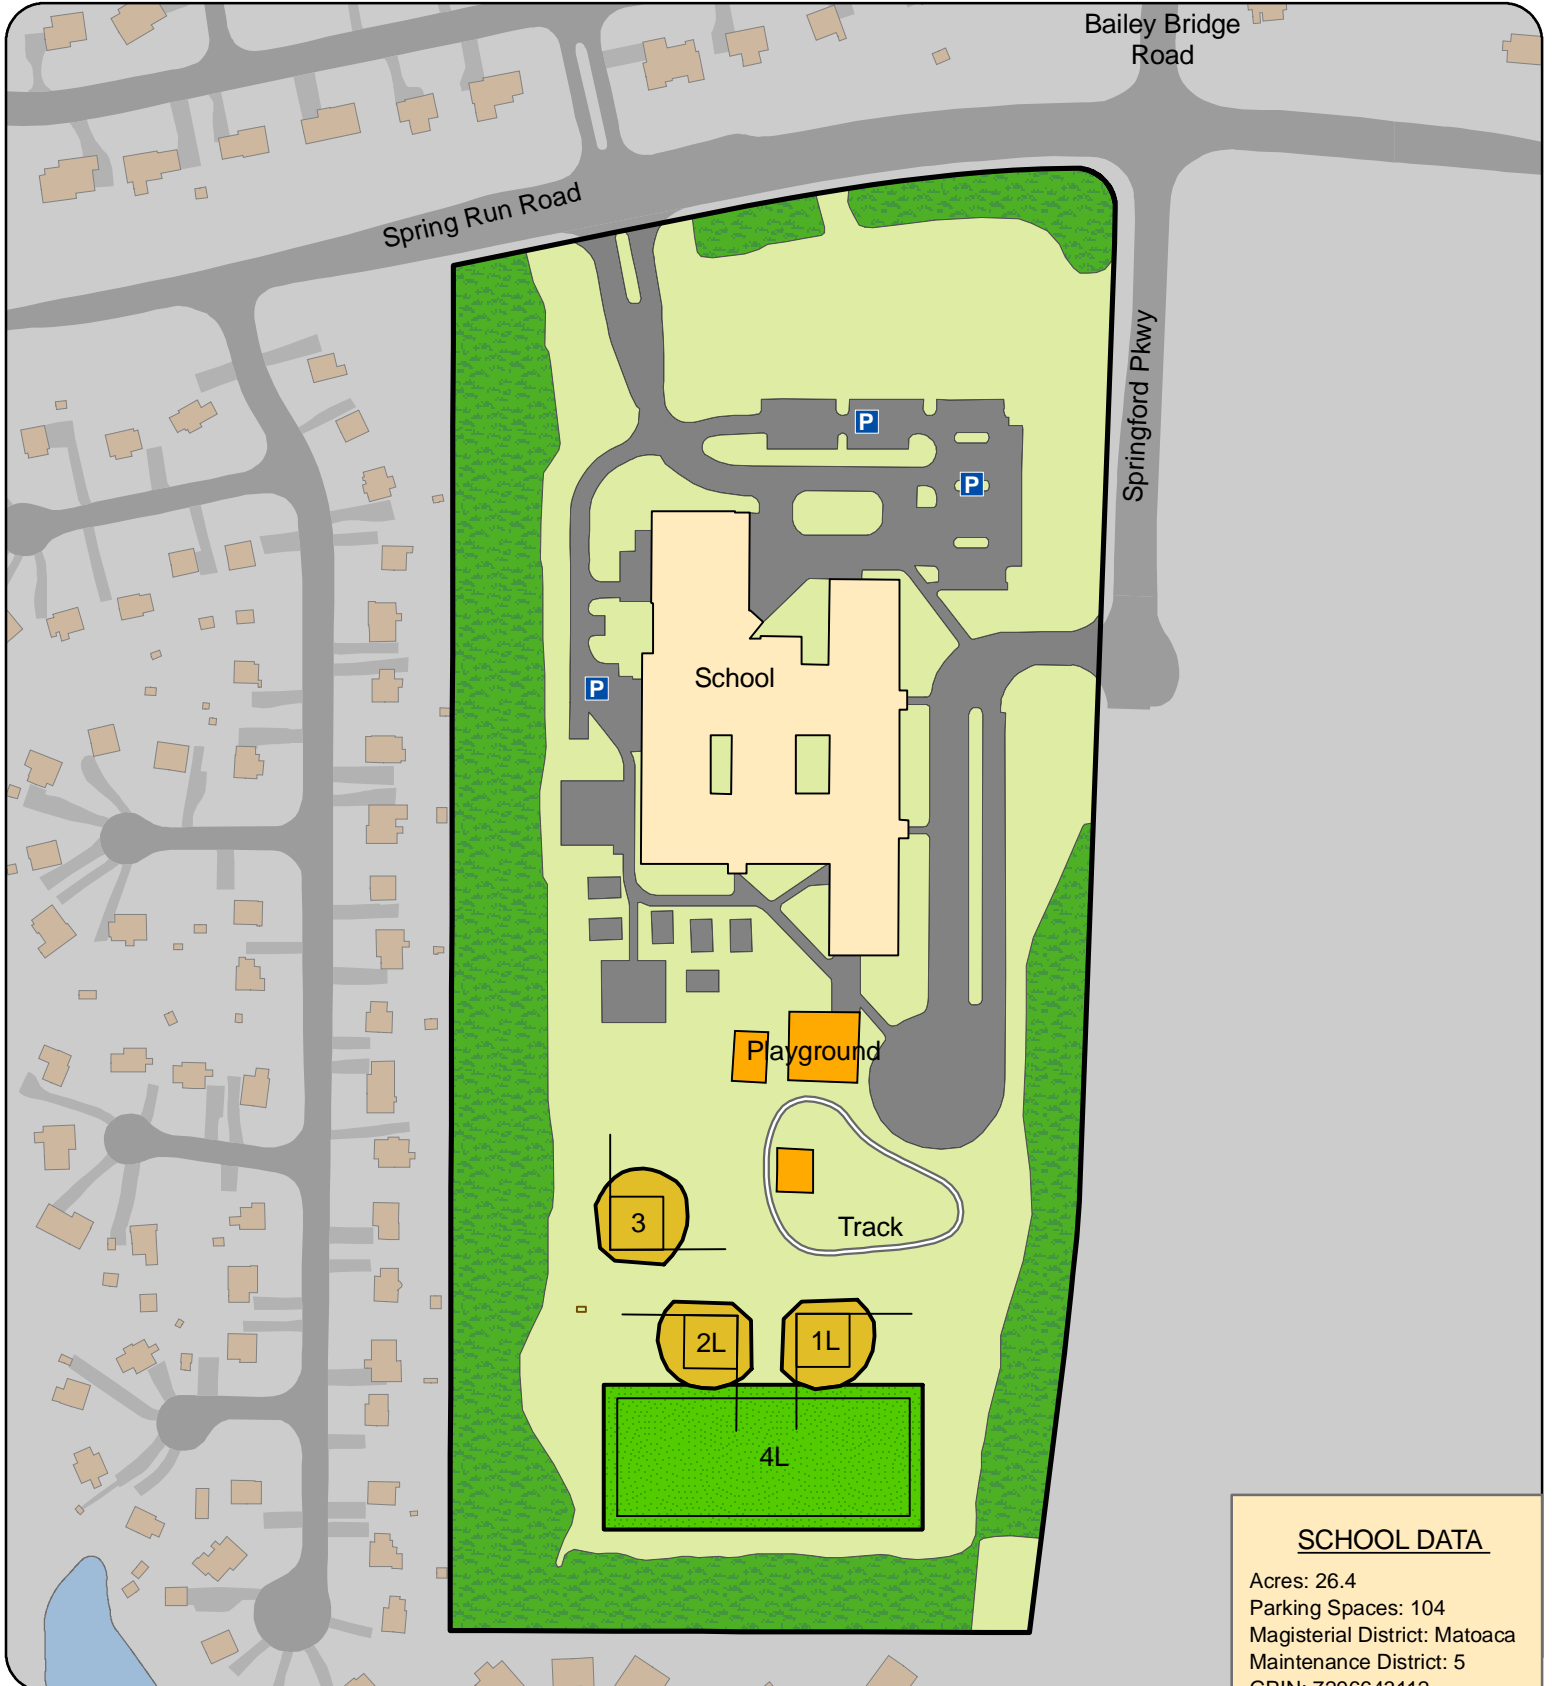 Bailey Bridge
Road
Spring Run Road
Springford Pkwy
P
P
School
P
Playground
3
Track
2L
1L
4L
SCHOOL DATA
Acres: 26.4
Parking Spaces: 104
Magisterial District: Matoaca
Maintenance District: 5